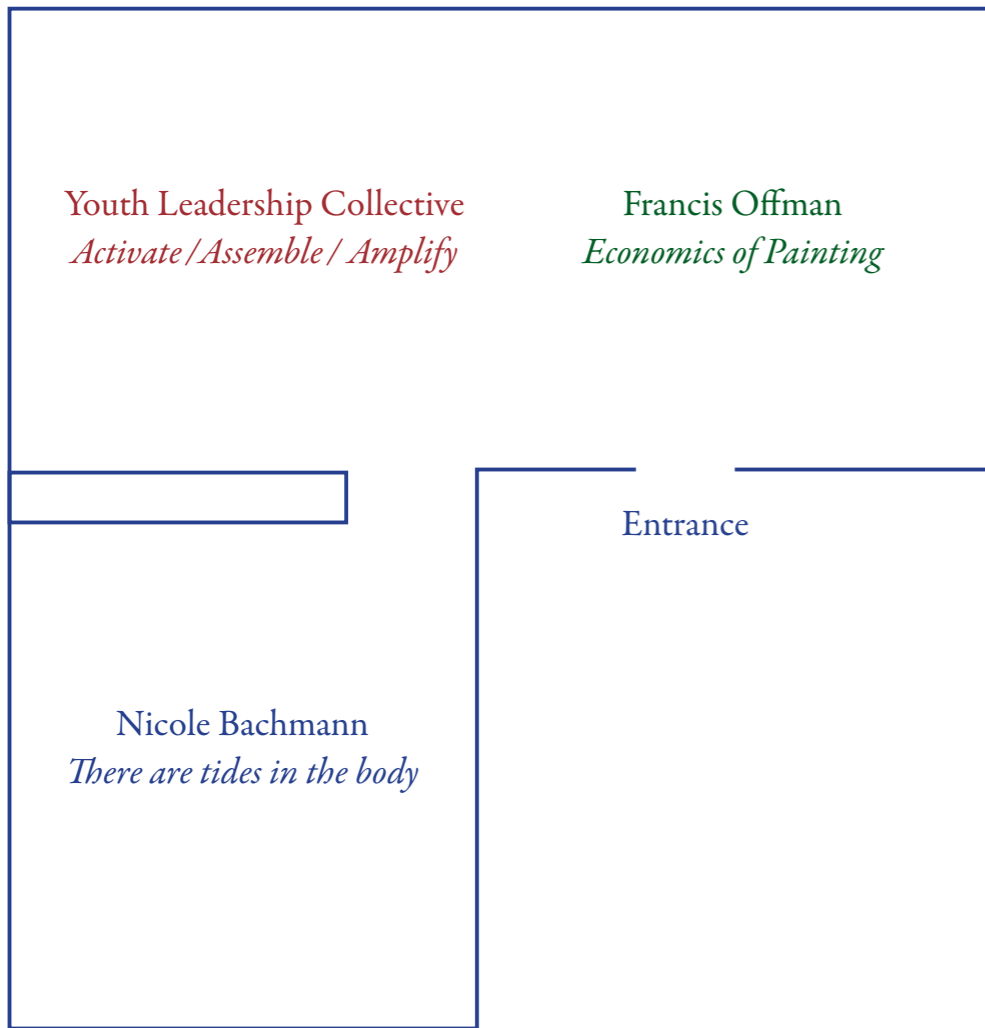 Youth Leadership Collective
Activate / Assemble / Amplify
Francis Offman
Economics of Painting
Entrance
Nicole Bachmann
There are tides in the body